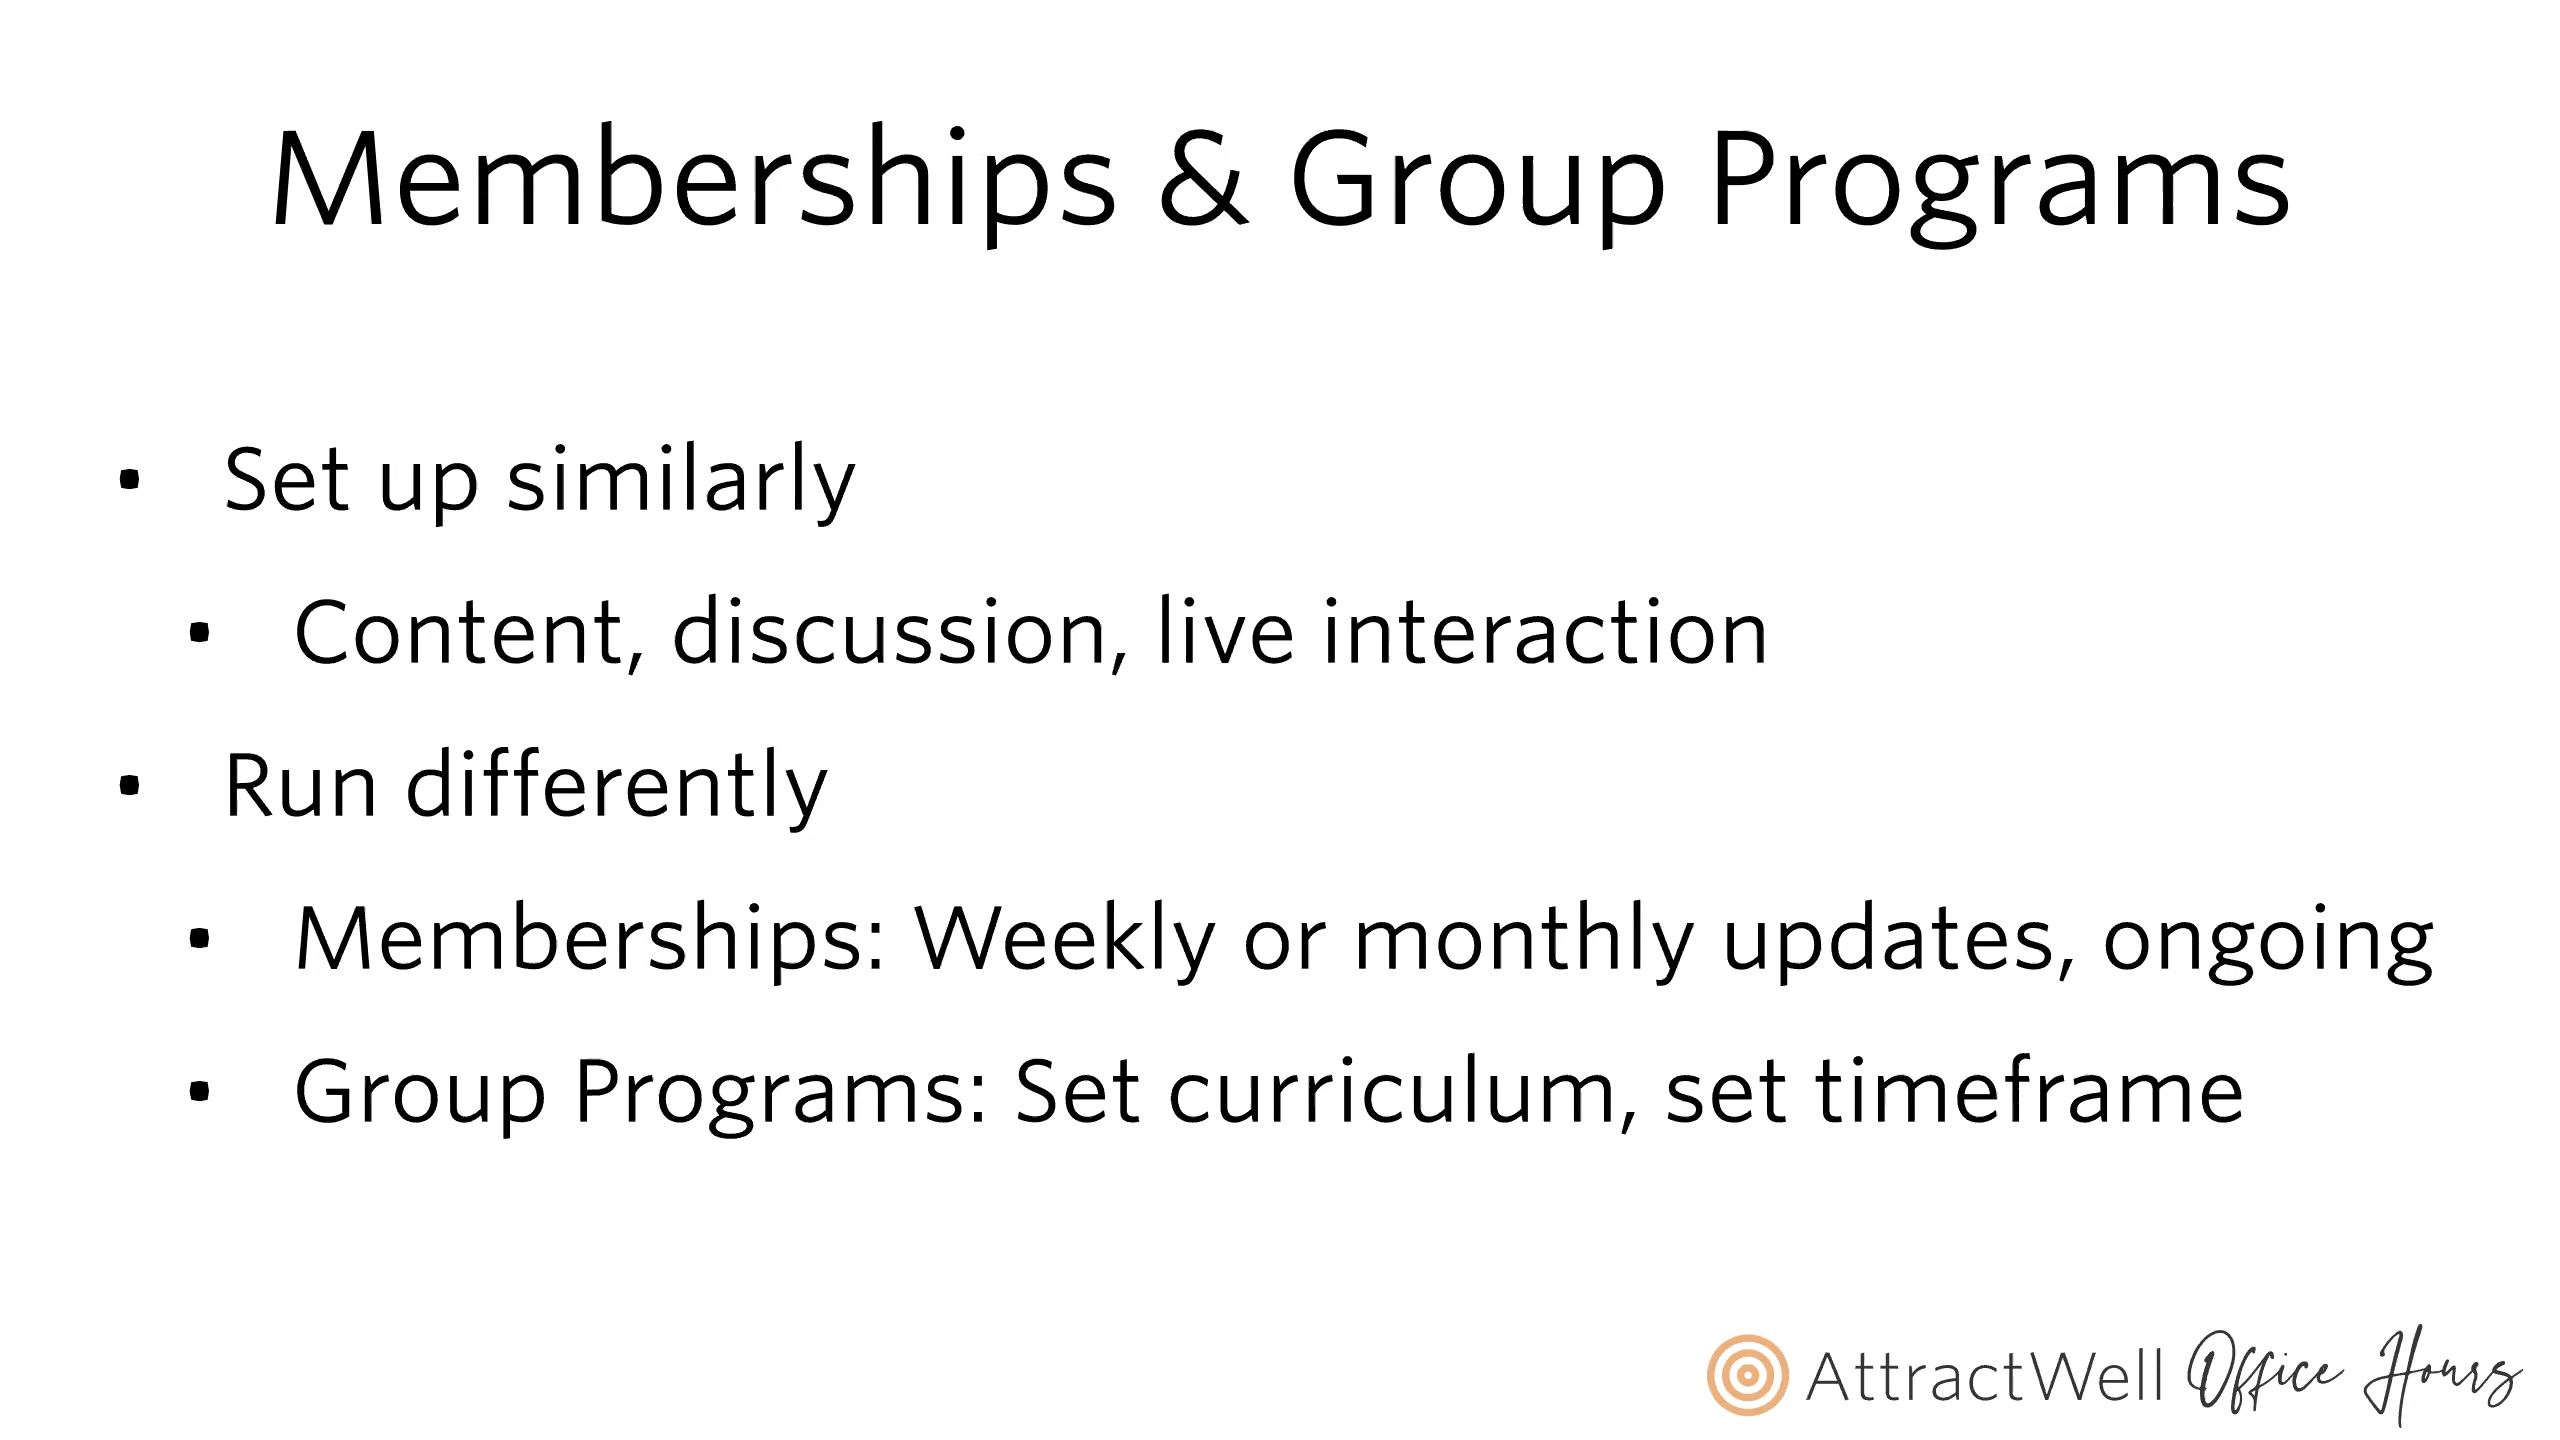 Memberships & Group Programs
• Set up similarly
• Content, discussion, live interaction
• Run differently
• Memberships: Weekly or monthly updates, ongoing
• Group Programs: Set curriculum, set timeframe
AttractWell Office Hours